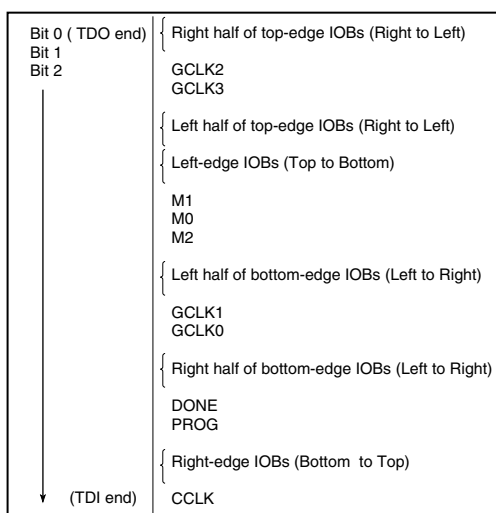 Bit 0 ( TDO end)
Bit 1
Bit 2
Right half of top-edge IOBs (Right to Left)
GCLK2
GCLK3
Left half of top-edge IOBs (Right to Left)
Left-edge IOBs (Top to Bottom)
M1
M0
M2
Left half of bottom-edge IOBs (Left to Right)
GCLK1
GCLK0
Right half of bottom-edge IOBs (Left to Right)
DONE
PROG
Right-edge IOBs (Bottom to Top)
(TDI end)
CCLK